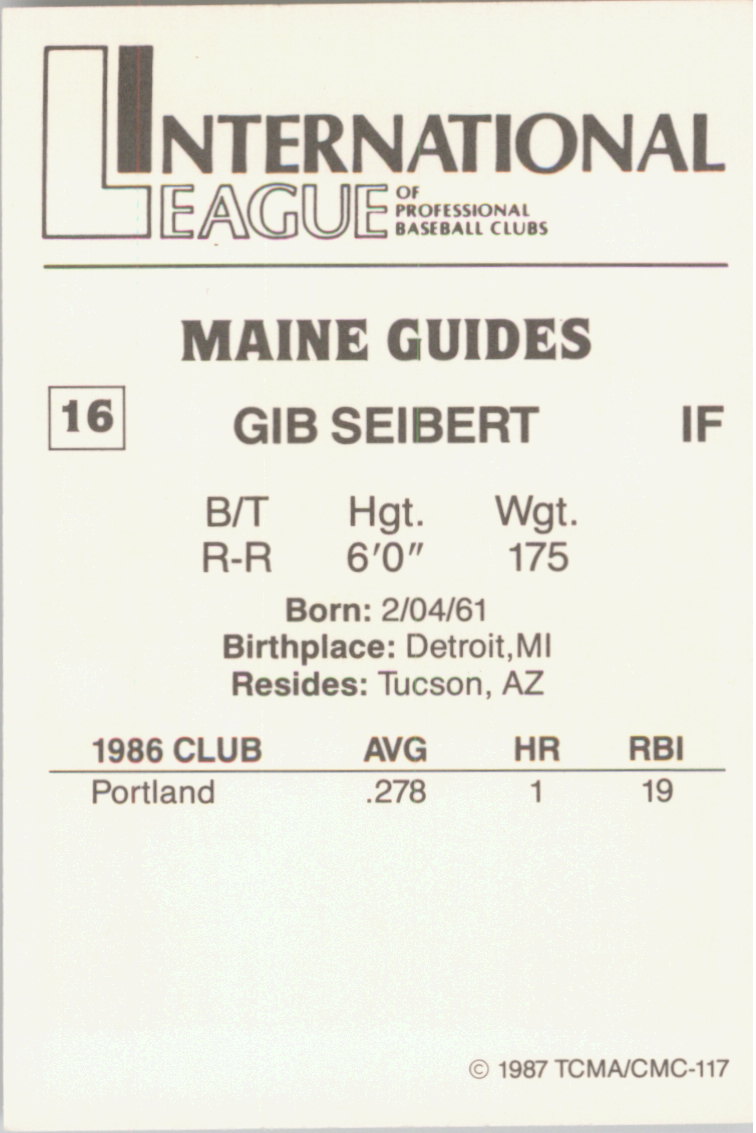 INTERNATIONAL
LEAGUE OF
PROFESSIONAL
BASEBALL CLUBS
MAINE GUIDES
16 GIB SEIBERT IF
B/T Hgt. Wgt.
R-R 6'0" 175
Born: 2/04/61
Birthplace: Detroit,MI
Resides: Tucson, AZ
1986 CLUB AVG HR RBI
Portland .278 1 19
© 1987 TCMA/CMC-117